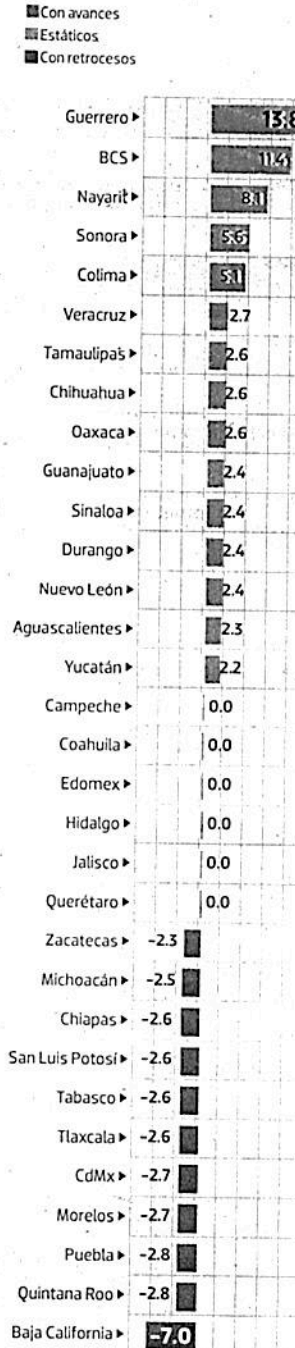 Con avances
Estáticos
Con retrocesos
Guerrero 13.8
BCS 11.4
Nayarit 8.1
Sonora 5.6
Colima 5.1
Veracruz 2.7
Tamaulipas 2.6
Chihuahua 2.6
Oaxaca 2.6
Guanajuato 2.4
Sinaloa 2.4
Durango 2.4
Nuevo León 2.4
Aguascalientes 2.3
Yucatán 2.2
Campeche 0.0
Coahuila 0.0
Edomex 0.0
Hidalgo 0.0
Jalisco 0.0
Querétaro 0.0
Zacatecas -2.3
Michoacán -2.5
Chiapas -2.6
San Luis Potosí -2.6
Tabasco -2.6
Tlaxcala -2.6
CdMx -2.7
Morelos -2.7
Puebla -2.8
Quintana Roo -2.8
Baja California -7.0